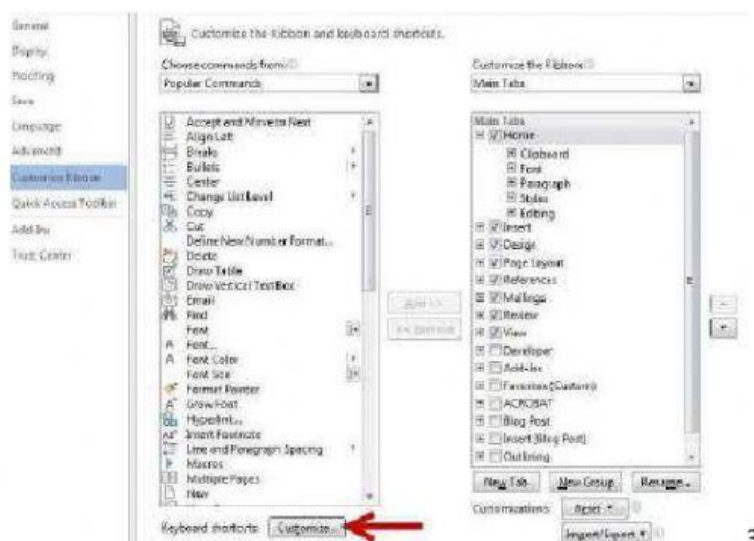 General
Display
Proofing
Save
Language
Advanced
Customize Ribbon
Quick Access Toolbar
Add-Ins
Trust Center
Customize the Ribbon and keyboard shortcuts.
Choose commands from:
Popular Commands
Accept and Move to Next
Align Left
Breaks
Bullets
Center
Change List Level
Copy
Cut
Define New Number Format...
Delete
Draw Table
Draw Vertical Text Box
Email
Find
Font
Font...
Font Color
Font Size
Format Painter
Grow Font
Hyperlink...
Insert Footnote
Line and Paragraph Spacing
Macros
Multiple Pages
New
Keyboard shortcuts: Customize...
Add >>
<< Remove
Customize the Ribbon:
Main Tabs
Main Tabs
Home
Clipboard
Font
Paragraph
Styles
Editing
Insert
Design
Page Layout
References
Mailings
Review
View
Developer
Add-Ins
Favorites (Custom)
ACROBAT
Blog Post
Insert (Blog Post)
Outlining
New Tab New Group Rename...
Customizations: Reset
Import/Export